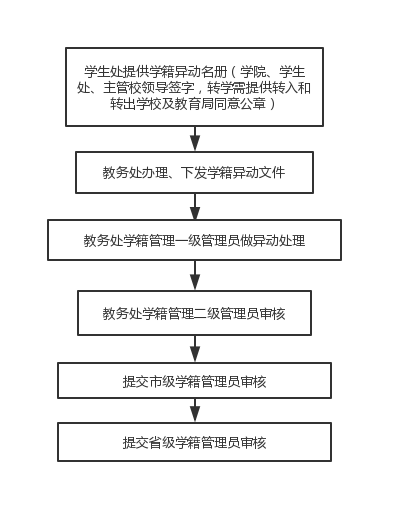 学生处提供学籍异动名册（学院、学生
处、主管校领导签字，转学需提供转入和
转出学校及教育局同意公章）
教务处办理、下发学籍异动文件
教务处学籍管理一级管理员做异动处理
教务处学籍管理二级管理员审核
提交市级学籍管理员审核
提交省级学籍管理员审核